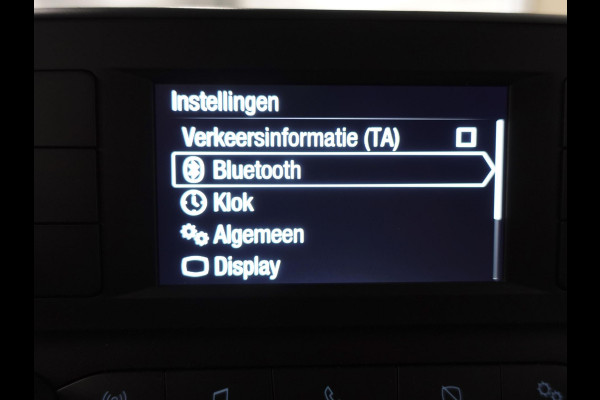 Instellingen
Verkeersinformatie (TA)
Bluetooth
Klok
Algemeen
Display